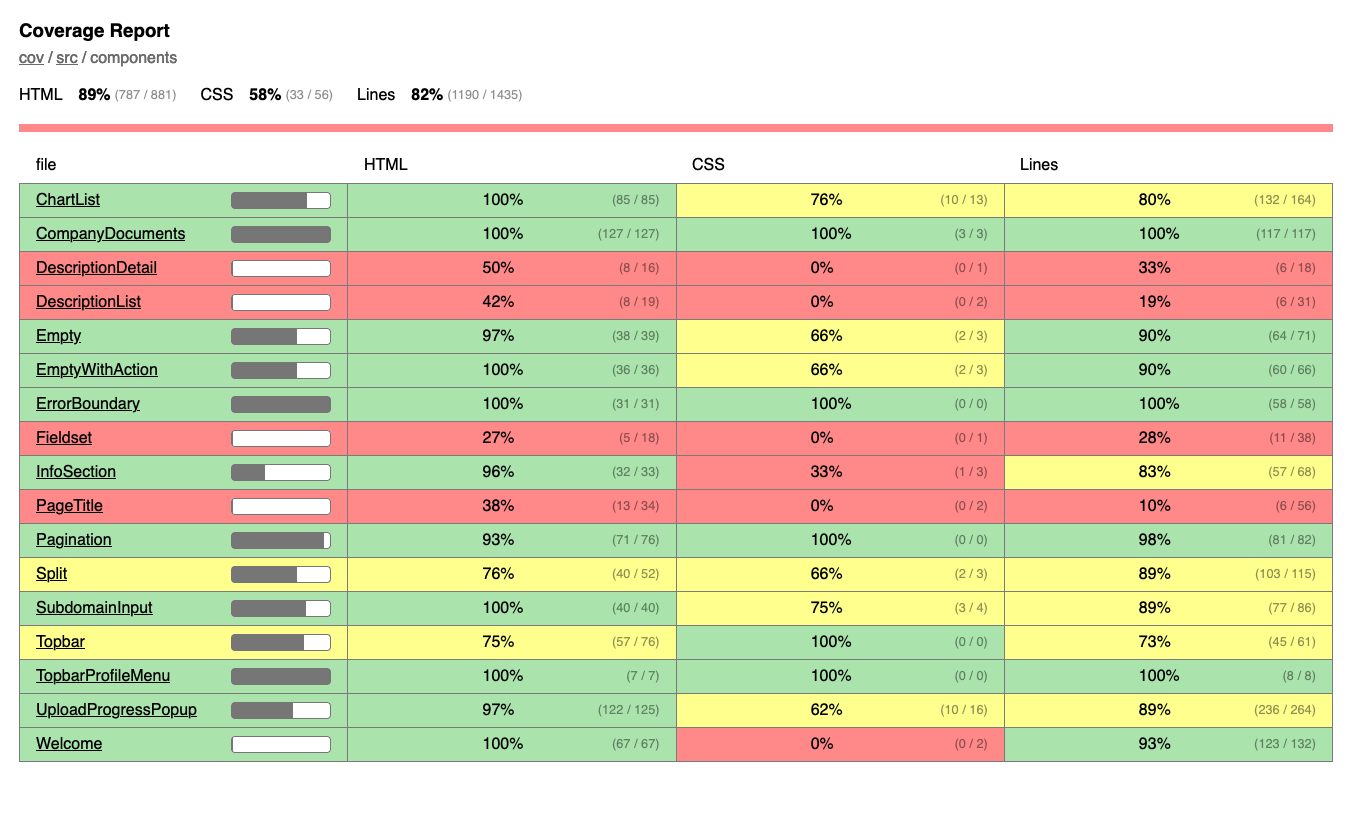 Coverage Report
cov / src / components
HTML 89% (787 / 881) CSS 58% (33 / 56) Lines 82% (1190 / 1435)
file HTML CSS Lines
ChartList 100% (85 / 85) 76% (10 / 13) 80% (132 / 164)
CompanyDocuments 100% (127 / 127) 100% (3 / 3) 100% (117 / 117)
DescriptionDetail 50% (8 / 16) 0% (0 / 1) 33% (6 / 18)
DescriptionList 42% (8 / 19) 0% (0 / 2) 19% (6 / 31)
Empty 97% (38 / 39) 66% (2 / 3) 90% (64 / 71)
EmptyWithAction 100% (36 / 36) 66% (2 / 3) 90% (60 / 66)
ErrorBoundary 100% (31 / 31) 100% (0 / 0) 100% (58 / 58)
Fieldset 27% (5 / 18) 0% (0 / 1) 28% (11 / 38)
InfoSection 96% (32 / 33) 33% (1 / 3) 83% (57 / 68)
PageTitle 38% (13 / 34) 0% (0 / 2) 10% (6 / 56)
Pagination 93% (71 / 76) 100% (0 / 0) 98% (81 / 82)
Split 76% (40 / 52) 66% (2 / 3) 89% (103 / 115)
SubdomainInput 100% (40 / 40) 75% (3 / 4) 89% (77 / 86)
Topbar 75% (57 / 76) 100% (0 / 0) 73% (45 / 61)
TopbarProfileMenu 100% (7 / 7) 100% (0 / 0) 100% (8 / 8)
UploadProgressPopup 97% (122 / 125) 62% (10 / 16) 89% (236 / 264)
Welcome 100% (67 / 67) 0% (0 / 2) 93% (123 / 132)